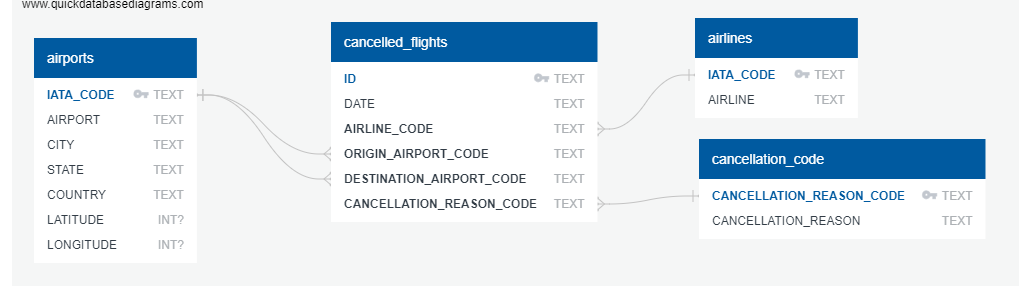 www.quickdatabasediagrams.com
airports
IATA_CODE TEXT
AIRPORT TEXT
CITY TEXT
STATE TEXT
COUNTRY TEXT
LATITUDE INT?
LONGITUDE INT?
cancelled_flights
ID TEXT
DATE TEXT
AIRLINE_CODE TEXT
ORIGIN_AIRPORT_CODE TEXT
DESTINATION_AIRPORT_CODE TEXT
CANCELLATION_REASON_CODE TEXT
airlines
IATA_CODE TEXT
AIRLINE TEXT
cancellation_code
CANCELLATION_REASON_CODE TEXT
CANCELLATION_REASON TEXT